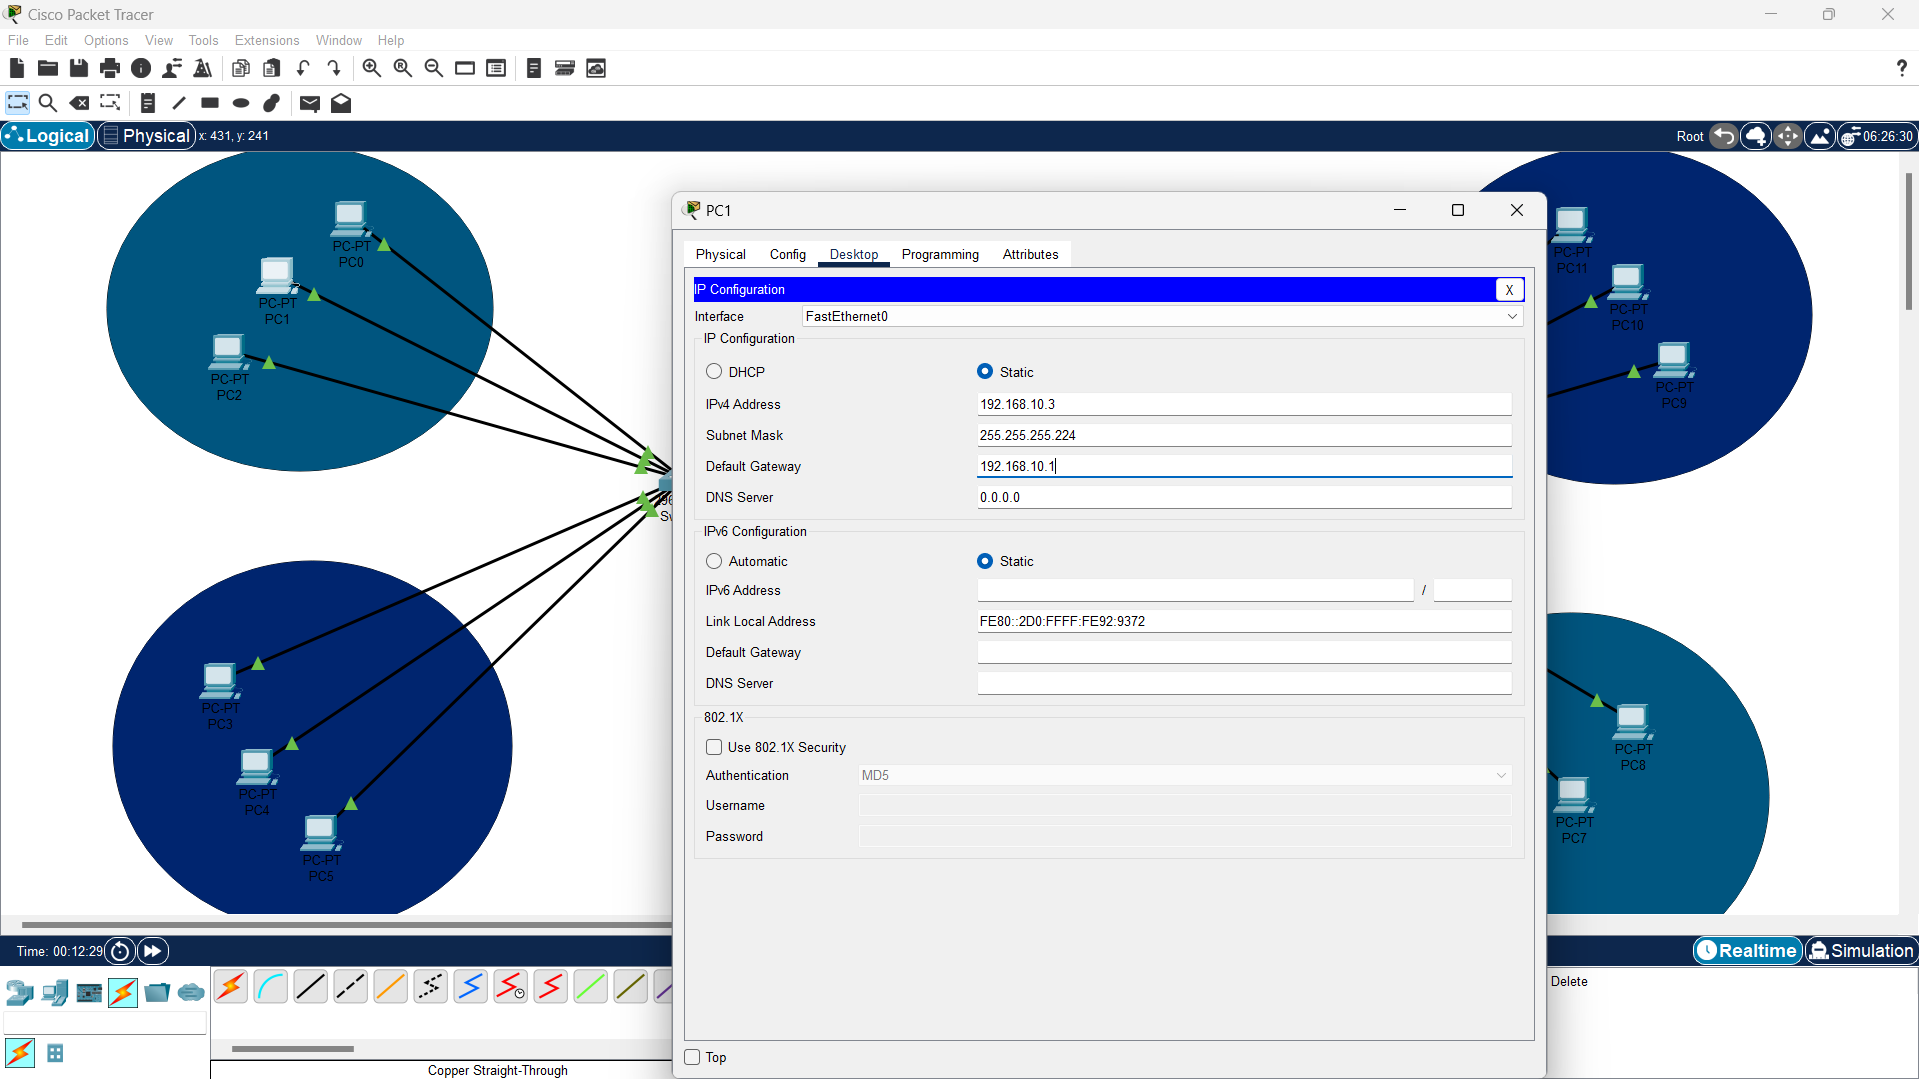 Cisco Packet Tracer
File Edit Options View Tools Extensions Window Help
?
Logical Physical x: 431, y: 241 Root 06:26:30
PC-PT
PC0
PC-PT
PC1
PC-PT
PC2
PC-PT
PC3
PC-PT
PC4
PC-PT
PC5
PC1
Physical Config Desktop Programming Attributes
IP Configuration X
Interface FastEthernet0
IP Configuration
DHCP Static
IPv4 Address 192.168.10.3
Subnet Mask 255.255.255.224
Default Gateway 192.168.10.1
DNS Server 0.0.0.0
IPv6 Configuration
Automatic Static
IPv6 Address /
Link Local Address FE80::2D0:FFFF:FE92:9372
Default Gateway
DNS Server
802.1X
Use 802.1X Security
Authentication MD5
Username
Password
Top
PC-PT
PC11
PC-PT
PC10
PC-PT
PC9
PC-PT
PC8
PC-PT
PC7
Time: 00:12:29 Realtime Simulation
Delete
Copper Straight-Through